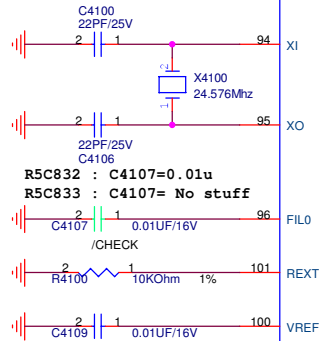 C4100
22PF/25V
2 1 94 XI
2
X4100
24.576Mhz
1
2 1 95 XO
22PF/25V
C4106
R5C832 : C4107=0.01u
R5C833 : C4107= No stuff
2 1 96 FIL0
C4107 0.01UF/16V
/CHECK
2 1 101 REXT
R4100 10KOhm 1%
2 1 100 VREF
C4109 0.01UF/16V